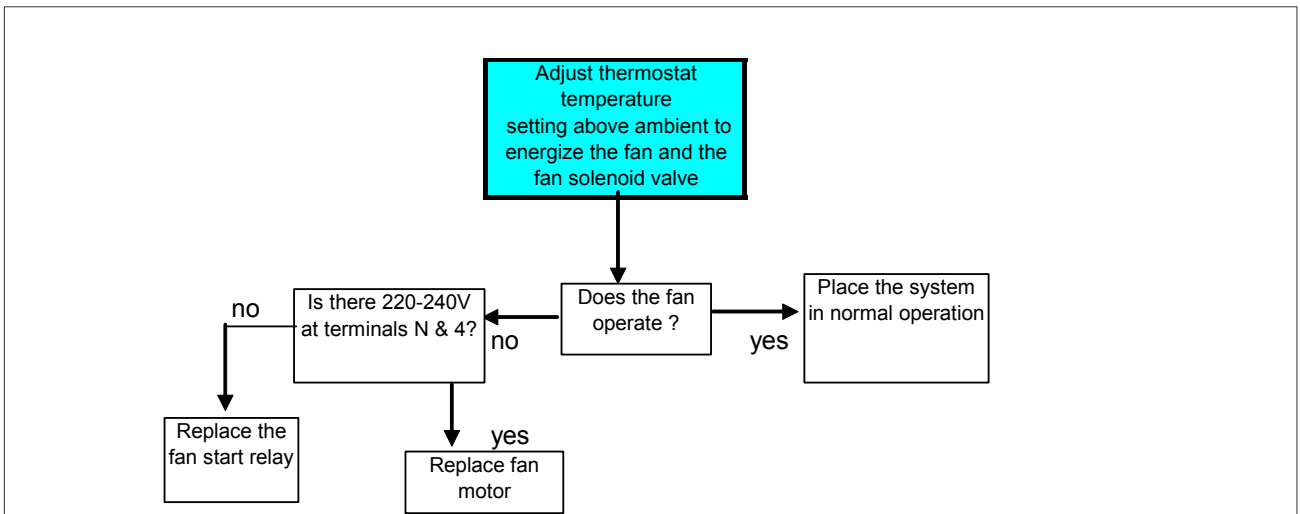 Adjust thermostat
temperature
setting above ambient to
energize the fan and the
fan solenoid valve
Does the fan
operate ?
yes
Place the system
in normal operation
no
Is there 220-240V
at terminals N & 4?
no
Replace the
fan start relay
yes
Replace fan
motor